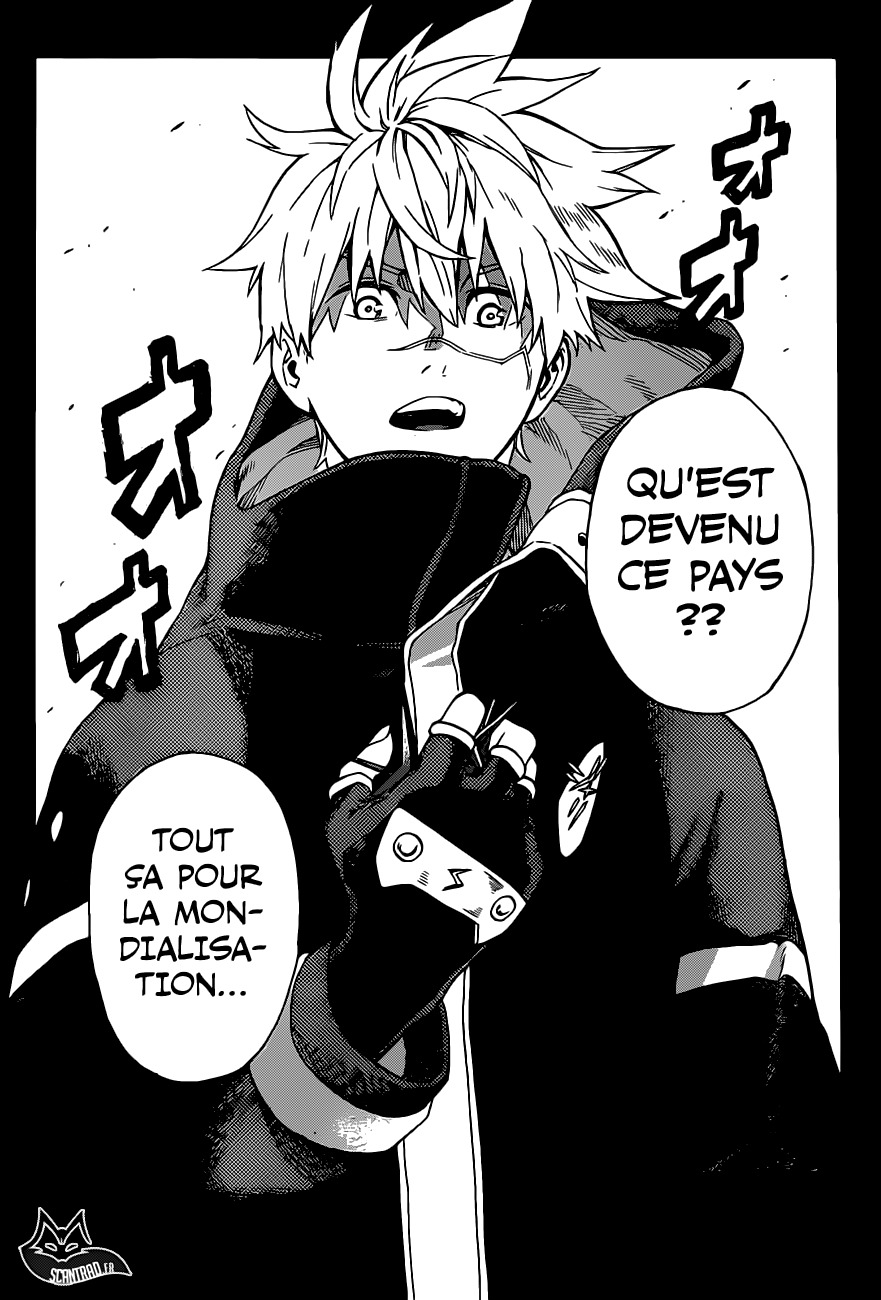 オ
オ
QU'EST
DEVENU
CE PAYS
??
オ
オ
TOUT
ÇA POUR
LA MON-
DIALISA-
TION...
SCANTRAD.FR